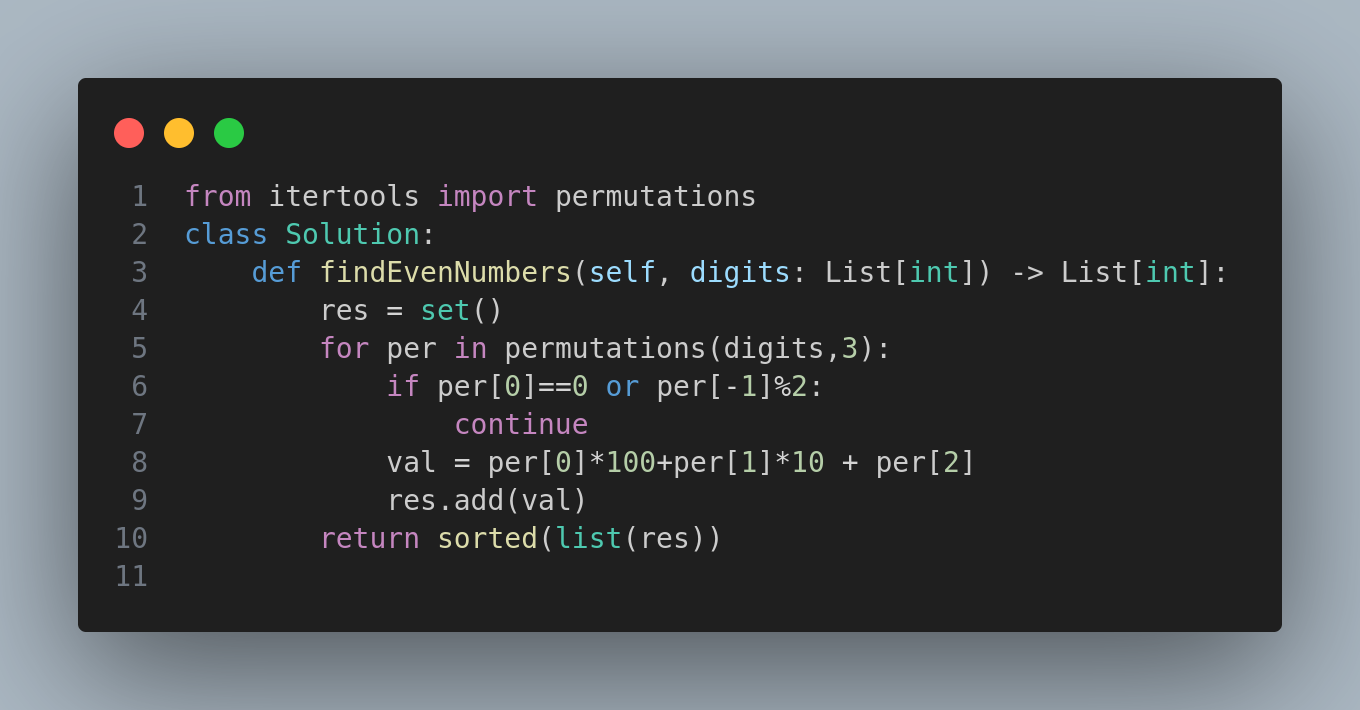 1 from itertools import permutations
2 class Solution:
3     def findEvenNumbers(self, digits: List[int]) -> List[int]:
4         res = set()
5         for per in permutations(digits,3):
6             if per[0]==0 or per[-1]%2:
7                 continue
8             val = per[0]*100+per[1]*10 + per[2]
9             res.add(val)
10         return sorted(list(res))
11